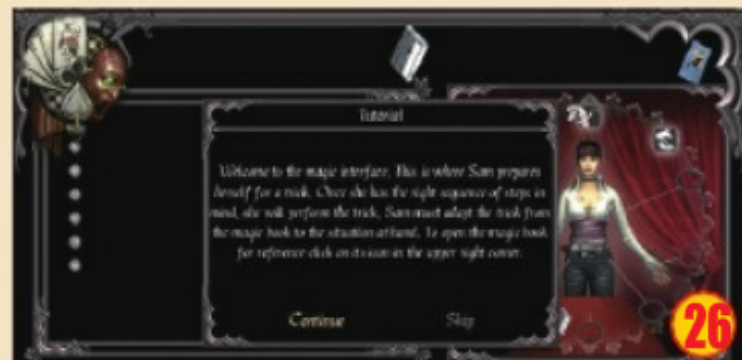 Tutorial
Welcome to the magic interface. This is where Sam prepares
herself for a trick. Once she has the right sequence of steps in
mind, she will perform the trick. Sam must adapt the trick from
the magic book to the situation at hand. To open the magic book
for reference click on its icon in the upper right corner.
Continue Skip
26